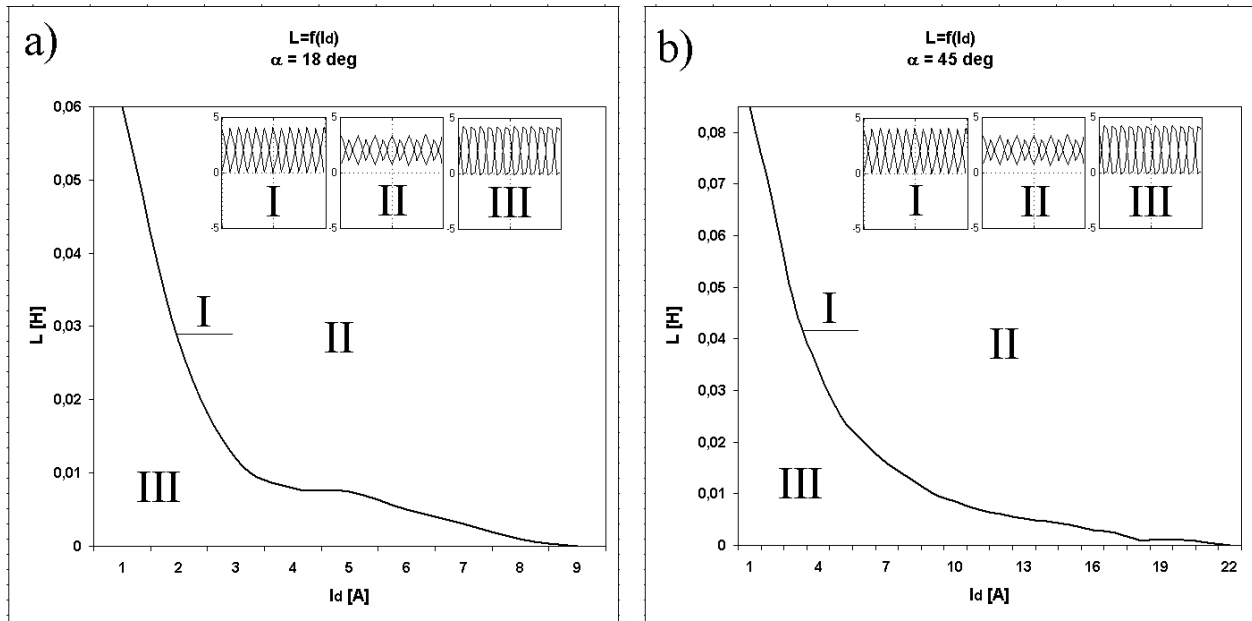 a)
L=f(Id)
α = 18 deg
0,06
0,05
0,04
0,03
0,02
0,01
0
L [H]
5
0
-5
I
5
0
-5
II
5
0
-5
III
I
II
III
1 2 3 4 5 6 7 8 9
Id [A]
b)
L=f(Id)
α = 45 deg
0,08
0,07
0,06
0,05
0,04
0,03
0,02
0,01
0
L [H]
5
0
-5
I
5
0
-5
II
5
0
-5
III
I
II
III
1 4 7 10 13 16 19 22
Id [A]